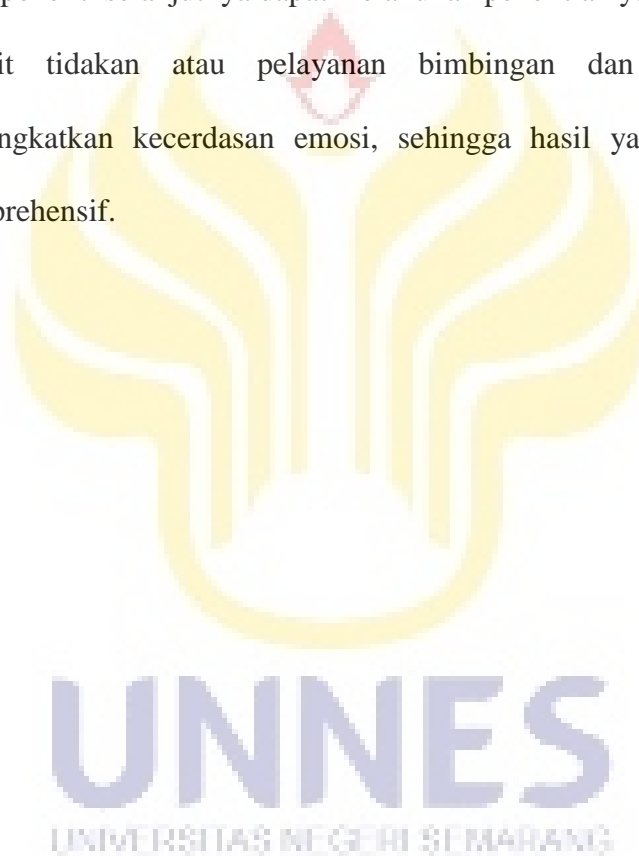 it tidakan atau pelayanan bimbingan dan
ngkatkan kecerdasan emosi, sehingga hasil ya
prehensif.
UNNES
UNIVERSITAS NEGERI SEMARANG